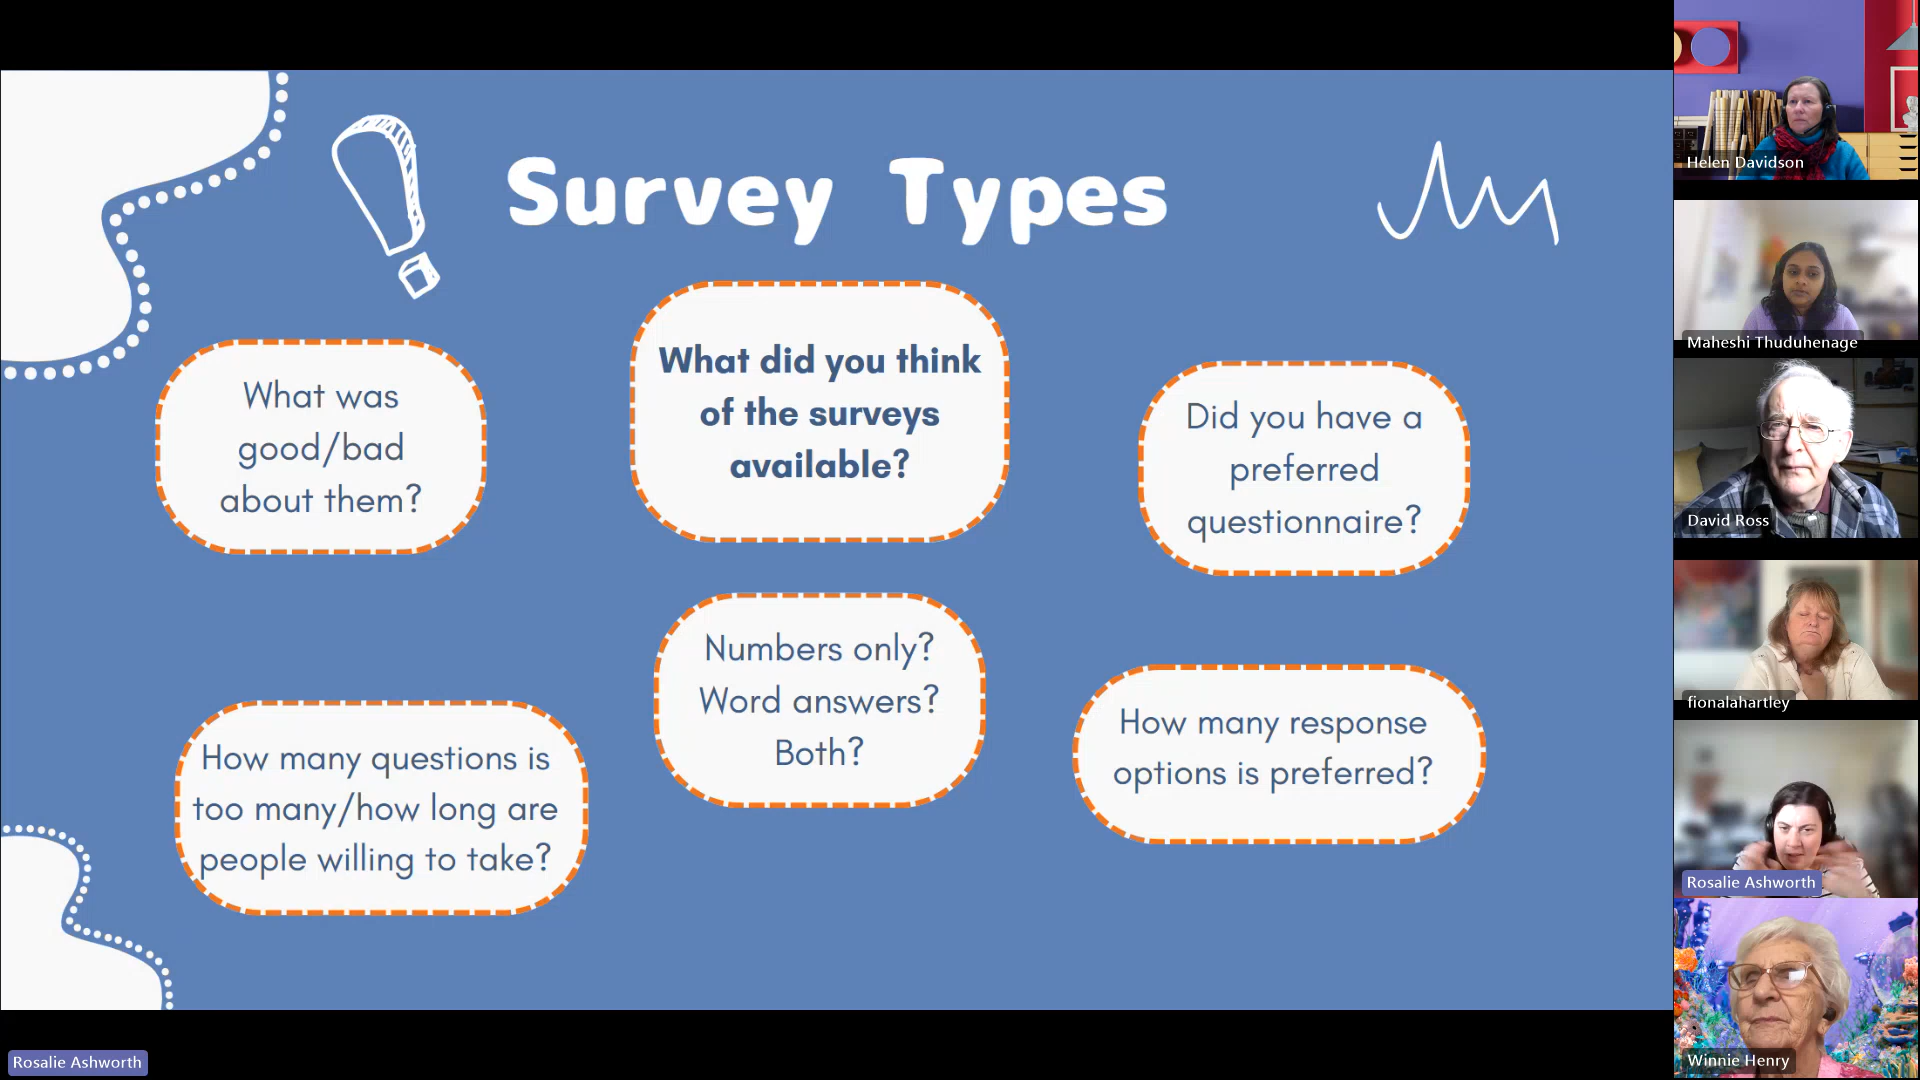 Survey Types
What was
good/bad
about them?
What did you think
of the surveys
available?
Did you have a
preferred
questionnaire?
How many questions is
too many/how long are
people willing to take?
Numbers only?
Word answers?
Both?
How many response
options is preferred?
Rosalie Ashworth
Helen Davidson
Maheshi Thuduhenage
David Ross
fionalahartley
Rosalie Ashworth
Winnie Henry